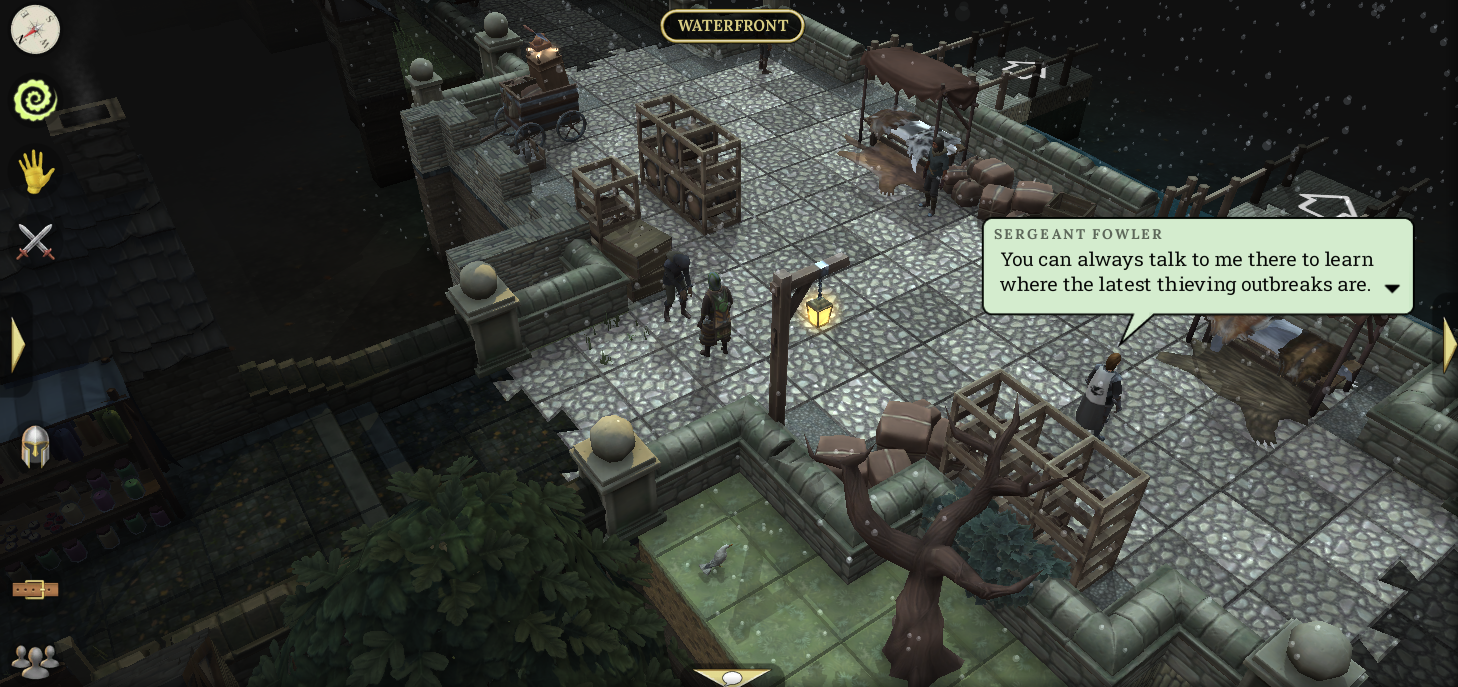 WATERFRONT
SERGEANT FOWLER
You can always talk to me there to learn
where the latest thieving outbreaks are.